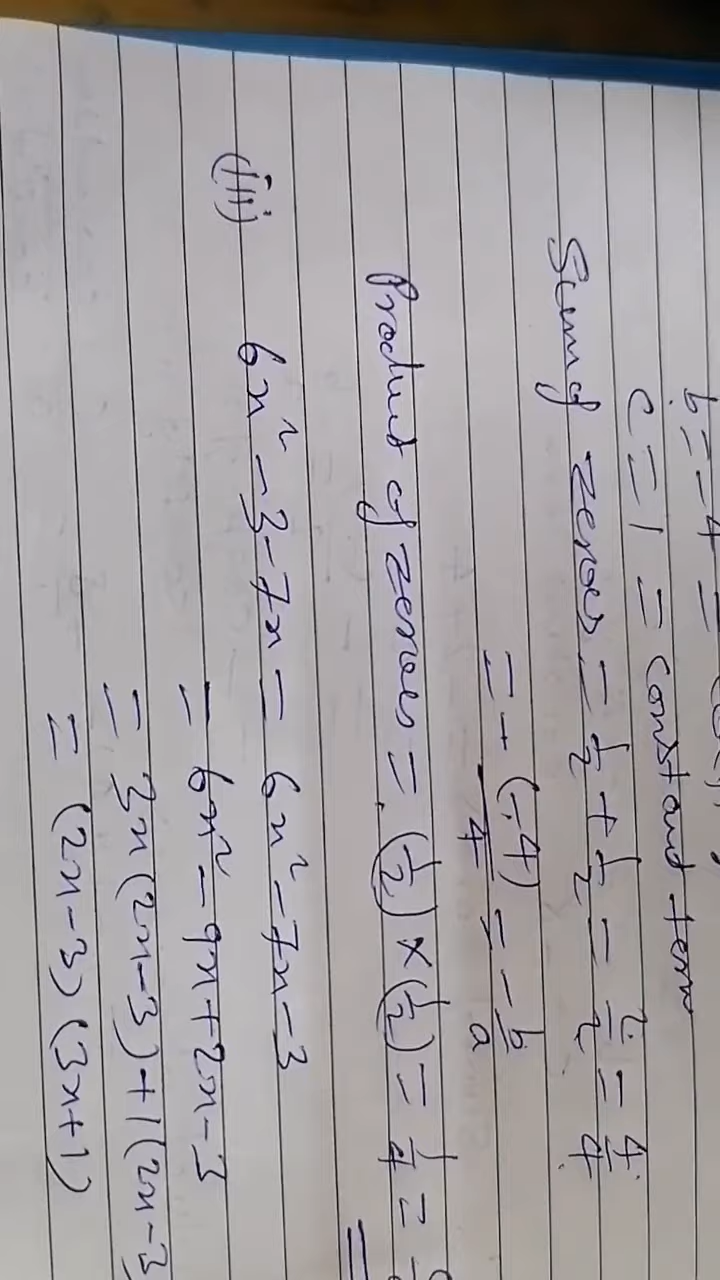 b = -4 =
c = 1 = constant term
Sum of zeroes = 1/2 + 1/2 = 2/2 = 4/4
= - (-4)/4 = - b/a
Product of zeroes = (1/2) × (1/2) = 1/4 =
=
(iii) 6x² - 3 - 7x = 6x² - 7x - 3
= 6x² - 9x + 2x - 3
= 3x(2x - 3) + 1(2x - 3
= (2x - 3) (3x + 1)